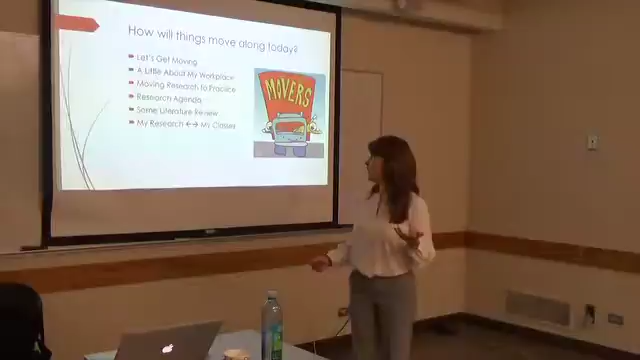 How will things move along today?
Let's Get Moving
A Little About My Workplace
Moving Research to Practice
Research Agenda
Some Literature Review
My Research ←→ My Classes
MOVERS